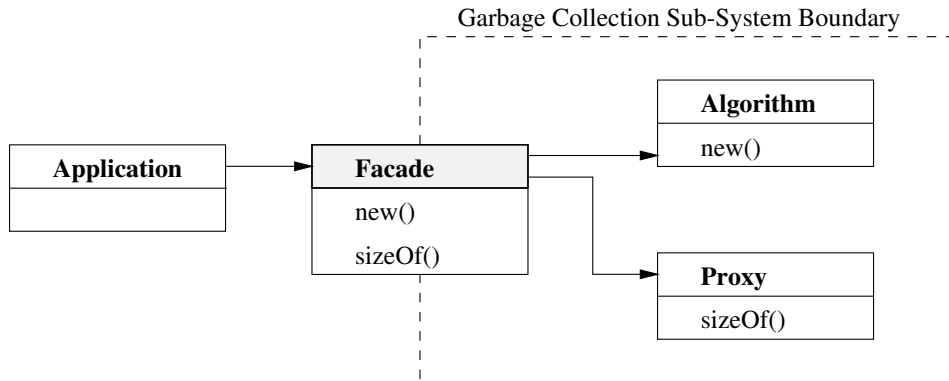 Garbage Collection Sub-System Boundary
Application
Facade
new()
sizeOf()
Algorithm
new()
Proxy
sizeOf()